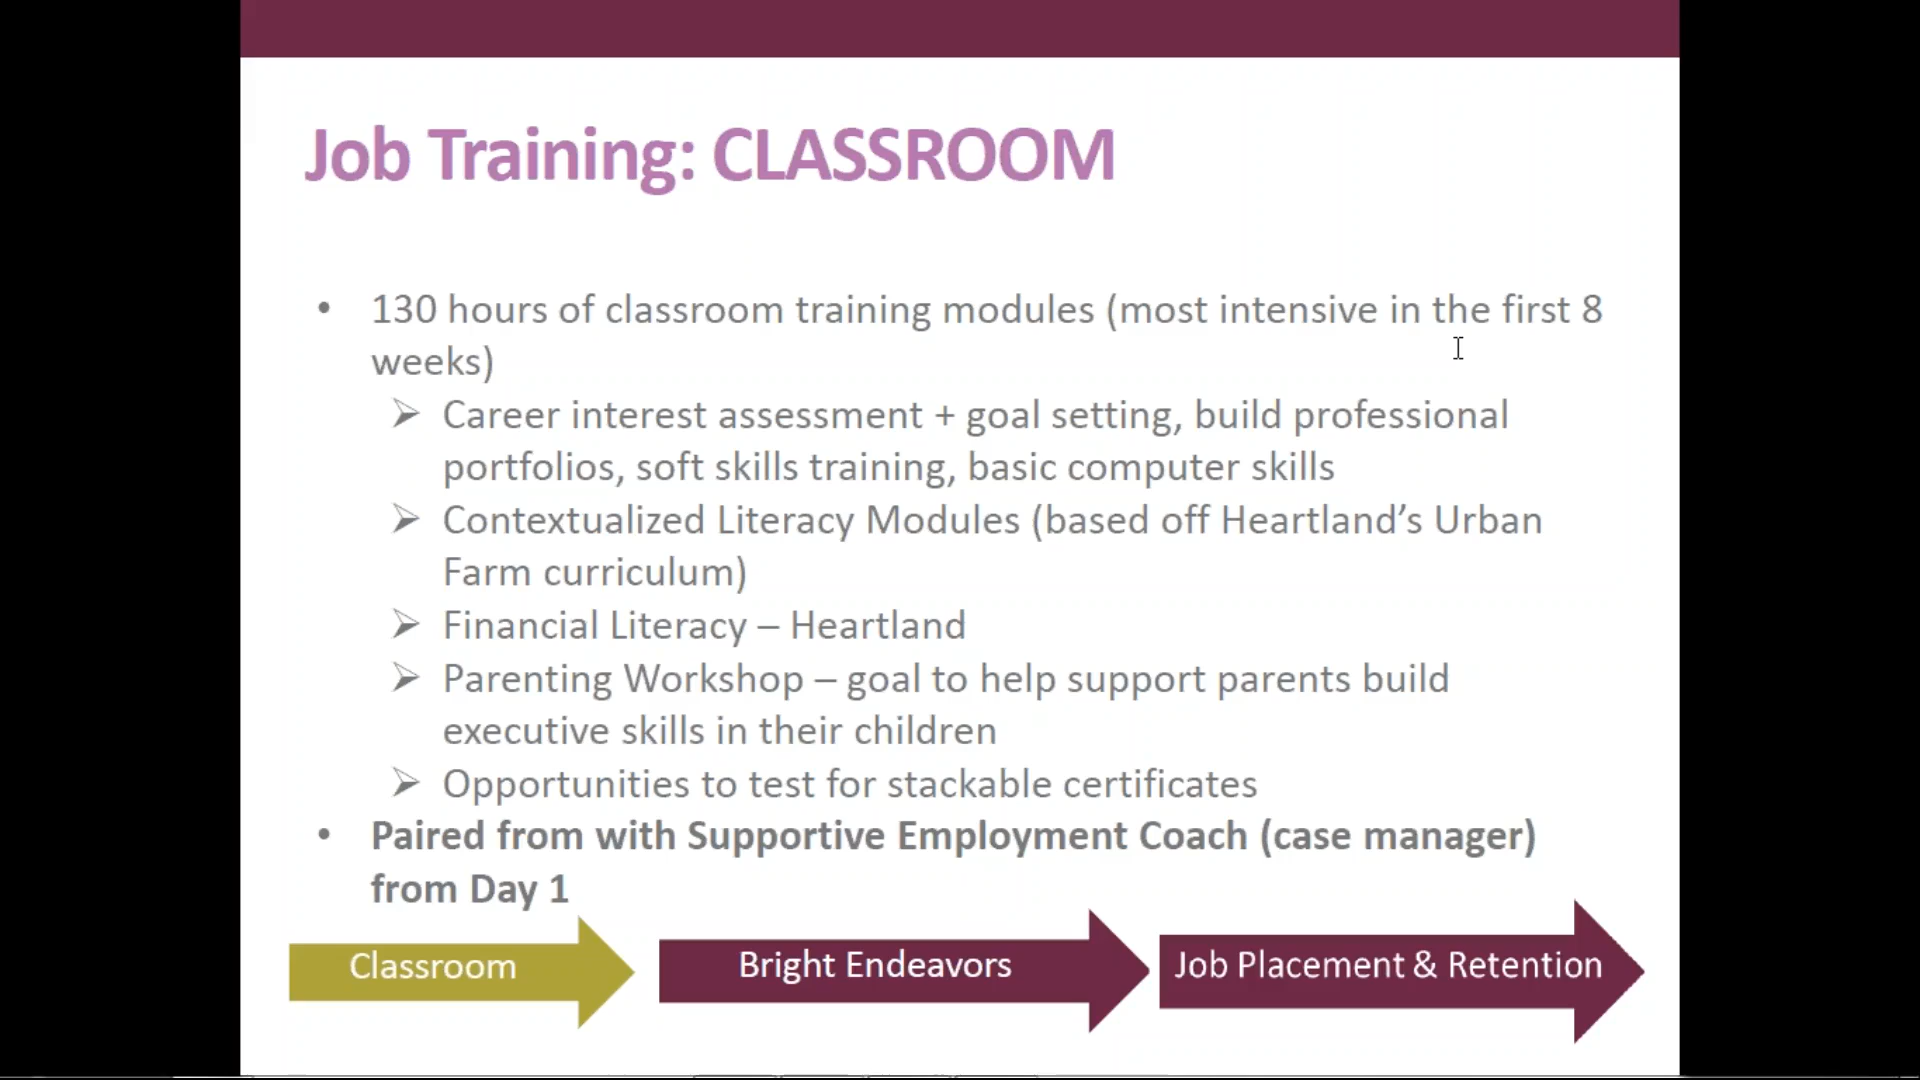 Job Training: CLASSROOM
• 130 hours of classroom training modules (most intensive in the first 8
weeks)
➢ Career interest assessment + goal setting, build professional
portfolios, soft skills training, basic computer skills
➢ Contextualized Literacy Modules (based off Heartland’s Urban
Farm curriculum)
➢ Financial Literacy – Heartland
➢ Parenting Workshop – goal to help support parents build
executive skills in their children
➢ Opportunities to test for stackable certificates
• Paired from with Supportive Employment Coach (case manager)
from Day 1
Classroom
Bright Endeavors
Job Placement & Retention